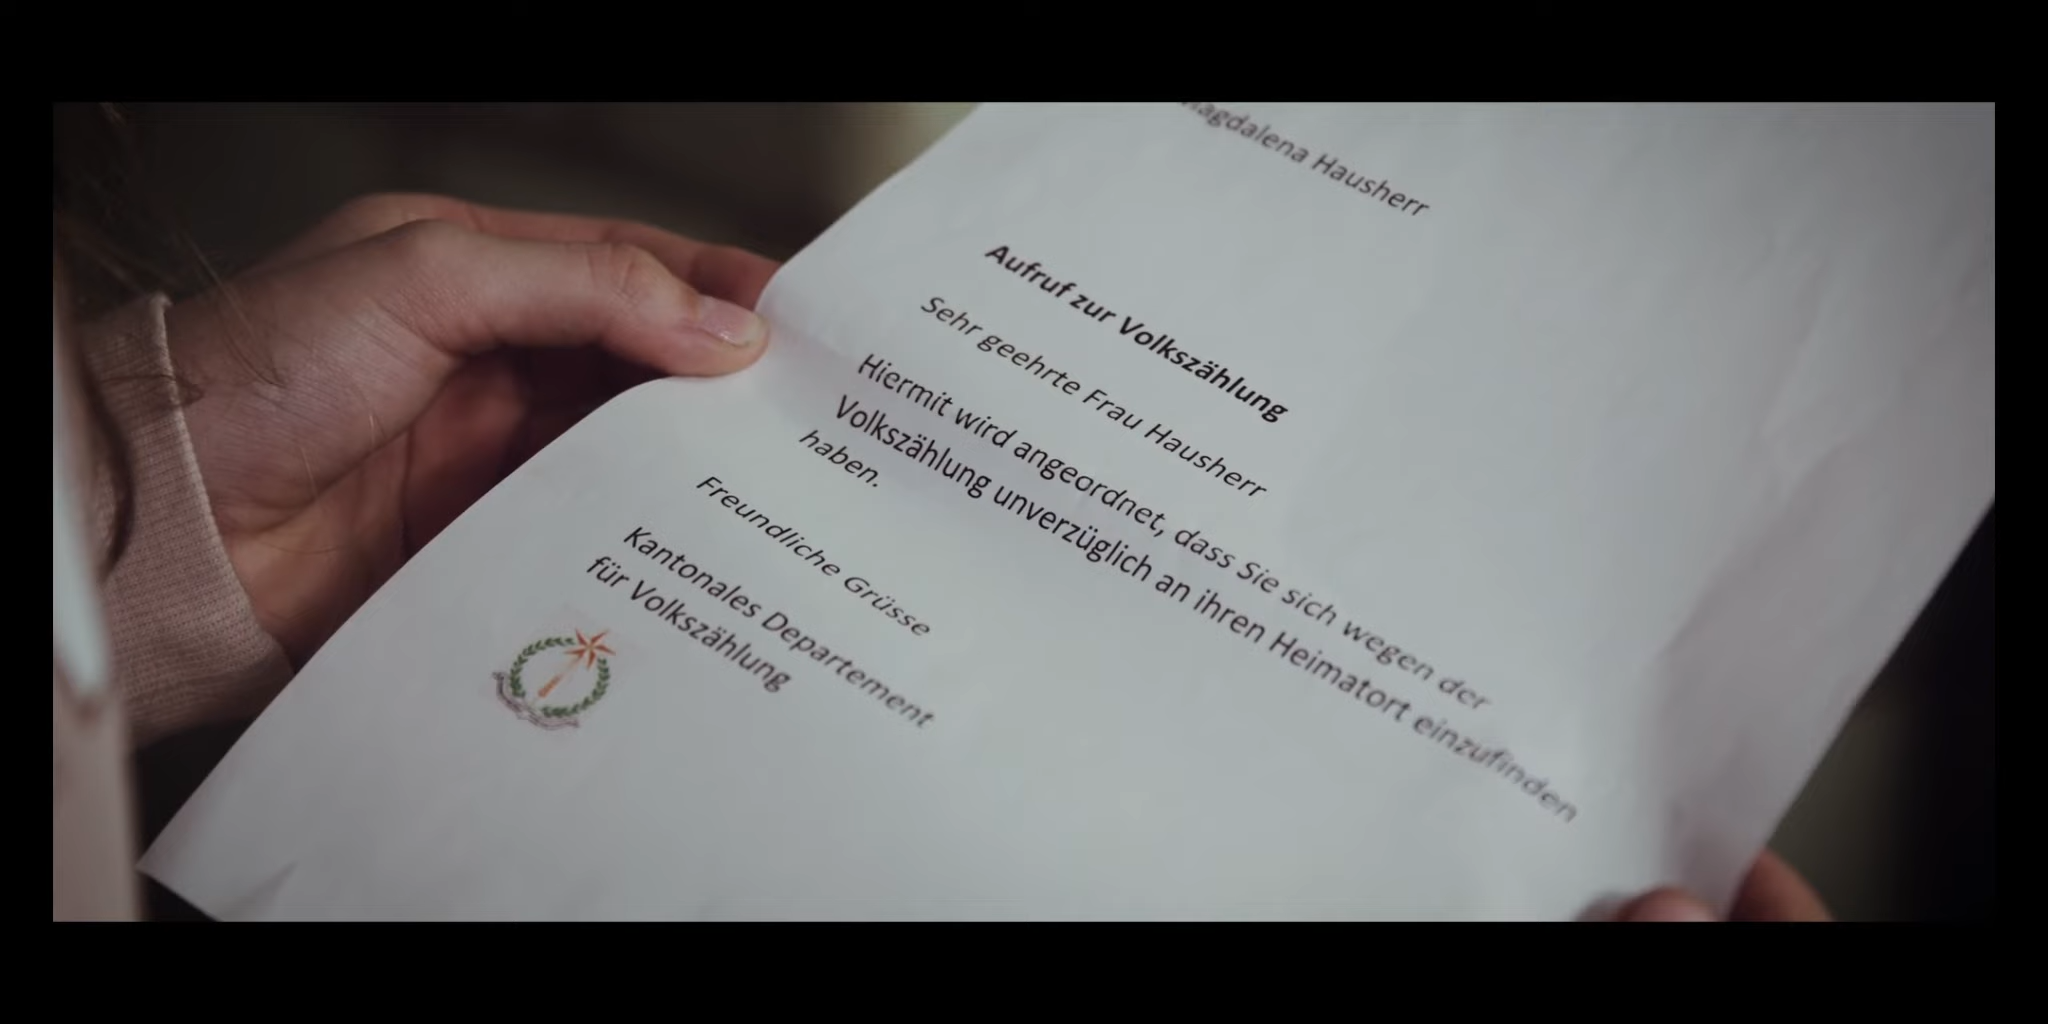 Magdalena Hausherr
Aufruf zur Volkszählung
Sehr geehrte Frau Hausherr
Hiermit wird angeordnet, dass Sie sich wegen der
Volkszählung unverzüglich an ihren Heimatort einzufinden
haben.
Freundliche Grüsse
Kantonales Departement
für Volkszählung